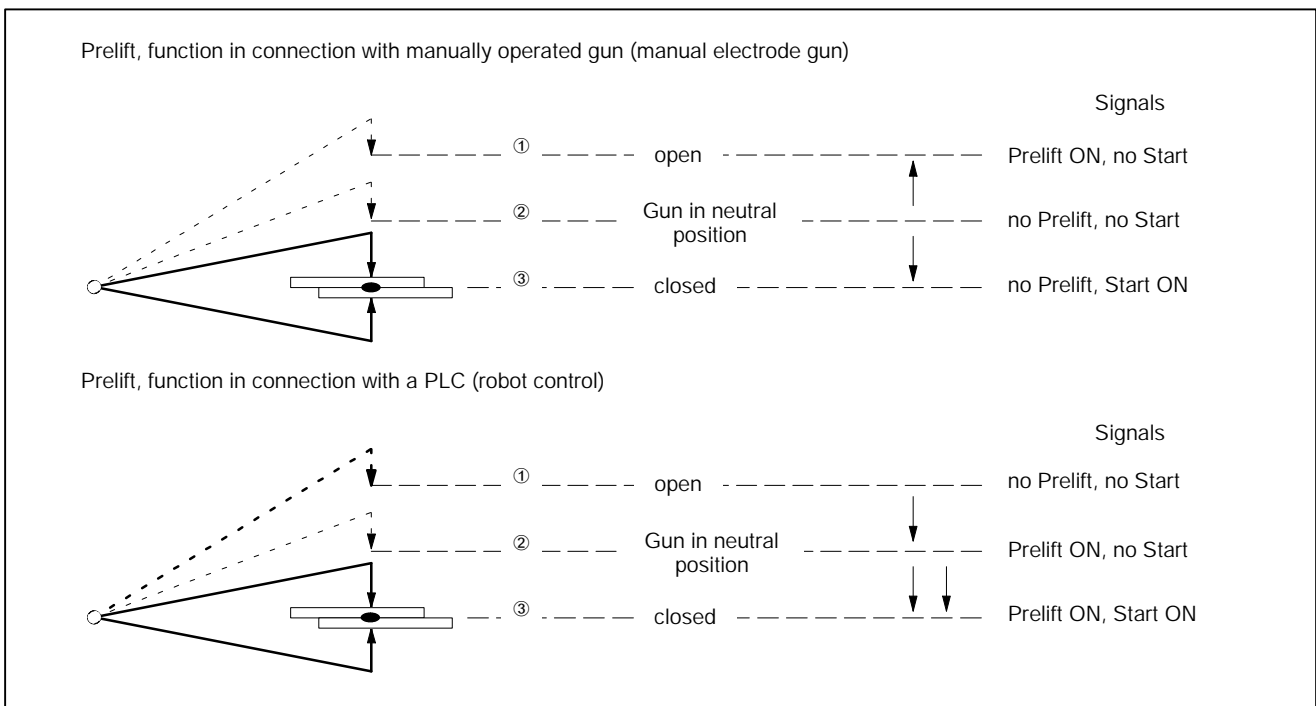 Prelift, function in connection with manually operated gun (manual electrode gun)
Signals
① open Prelift ON, no Start
② Gun in neutral position no Prelift, no Start
③ closed no Prelift, Start ON
Prelift, function in connection with a PLC (robot control)
Signals
① open no Prelift, no Start
② Gun in neutral position Prelift ON, no Start
③ closed Prelift ON, Start ON